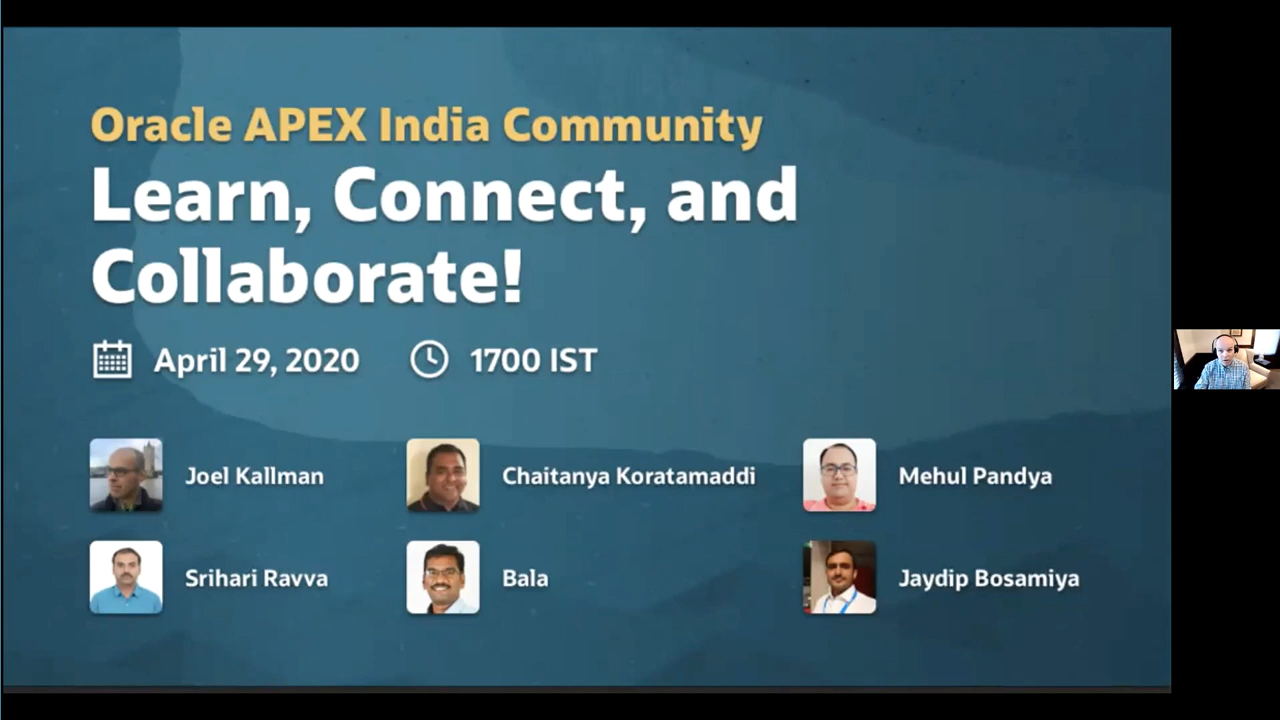 Oracle APEX India Community
Learn, Connect, and
Collaborate!
April 29, 2020 1700 IST
Joel Kallman Chaitanya Koratamaddi Mehul Pandya
Srihari Ravva Bala Jaydip Bosamiya